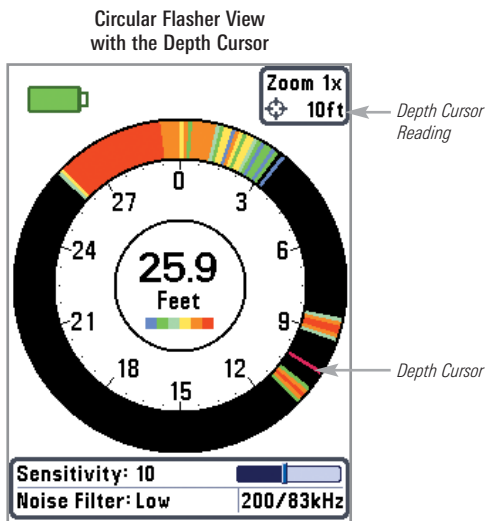 Circular Flasher View
with the Depth Cursor
Zoom 1x
10ft
Depth Cursor
Reading
0
3
6
9
12
15
18
21
24
27
25.9
Feet
Depth Cursor
Sensitivity: 10
Noise Filter: Low
200/83kHz